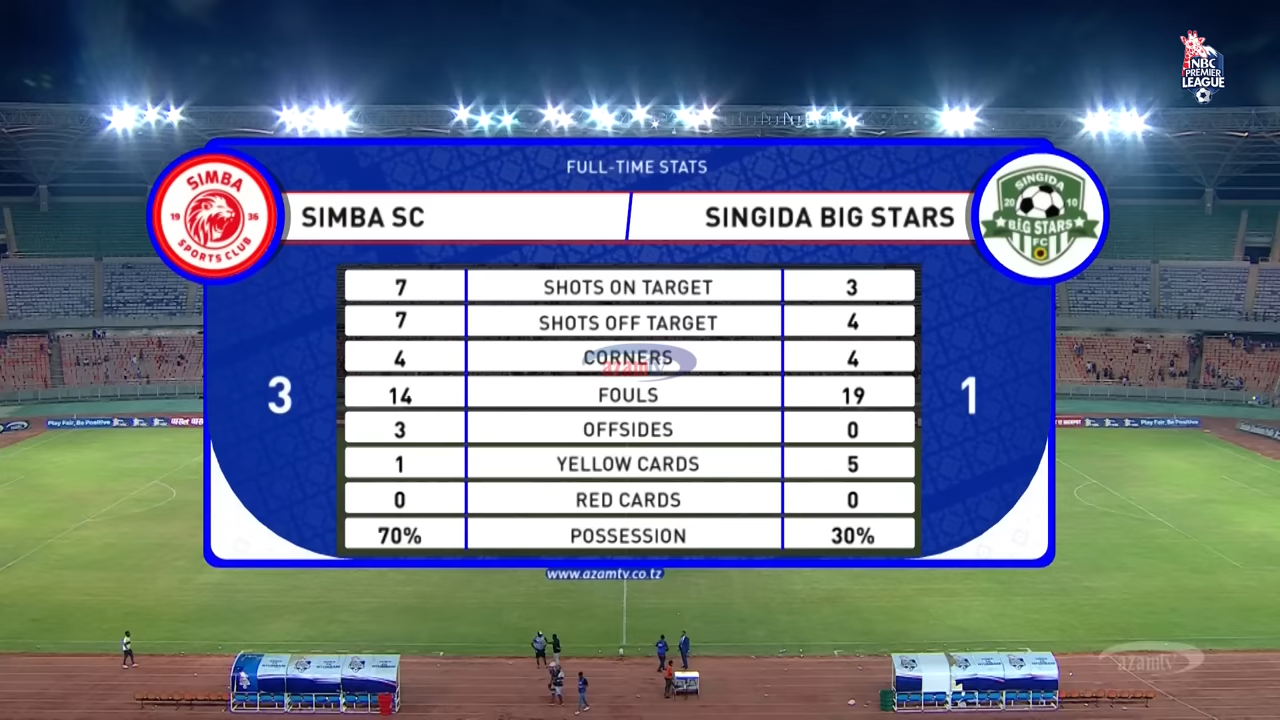 NBC
PREMIER
LEAGUE
FULL-TIME STATS
SIMBA
19 36
SPORTS CLUB
SIMBA SC
SINGIDA BIG STARS
SINGIDA
20 10
BIG STARS
FC
7 SHOTS ON TARGET 3
7 SHOTS OFF TARGET 4
4 CORNERS 4
azamtv
14 FOULS 19
3 OFFSIDES 0
1 YELLOW CARDS 5
0 RED CARDS 0
70% POSSESSION 30%
3
1
Play Fair, Be Positive
Play Fair, Be Positive
www.azamtv.co.tz
azamtv